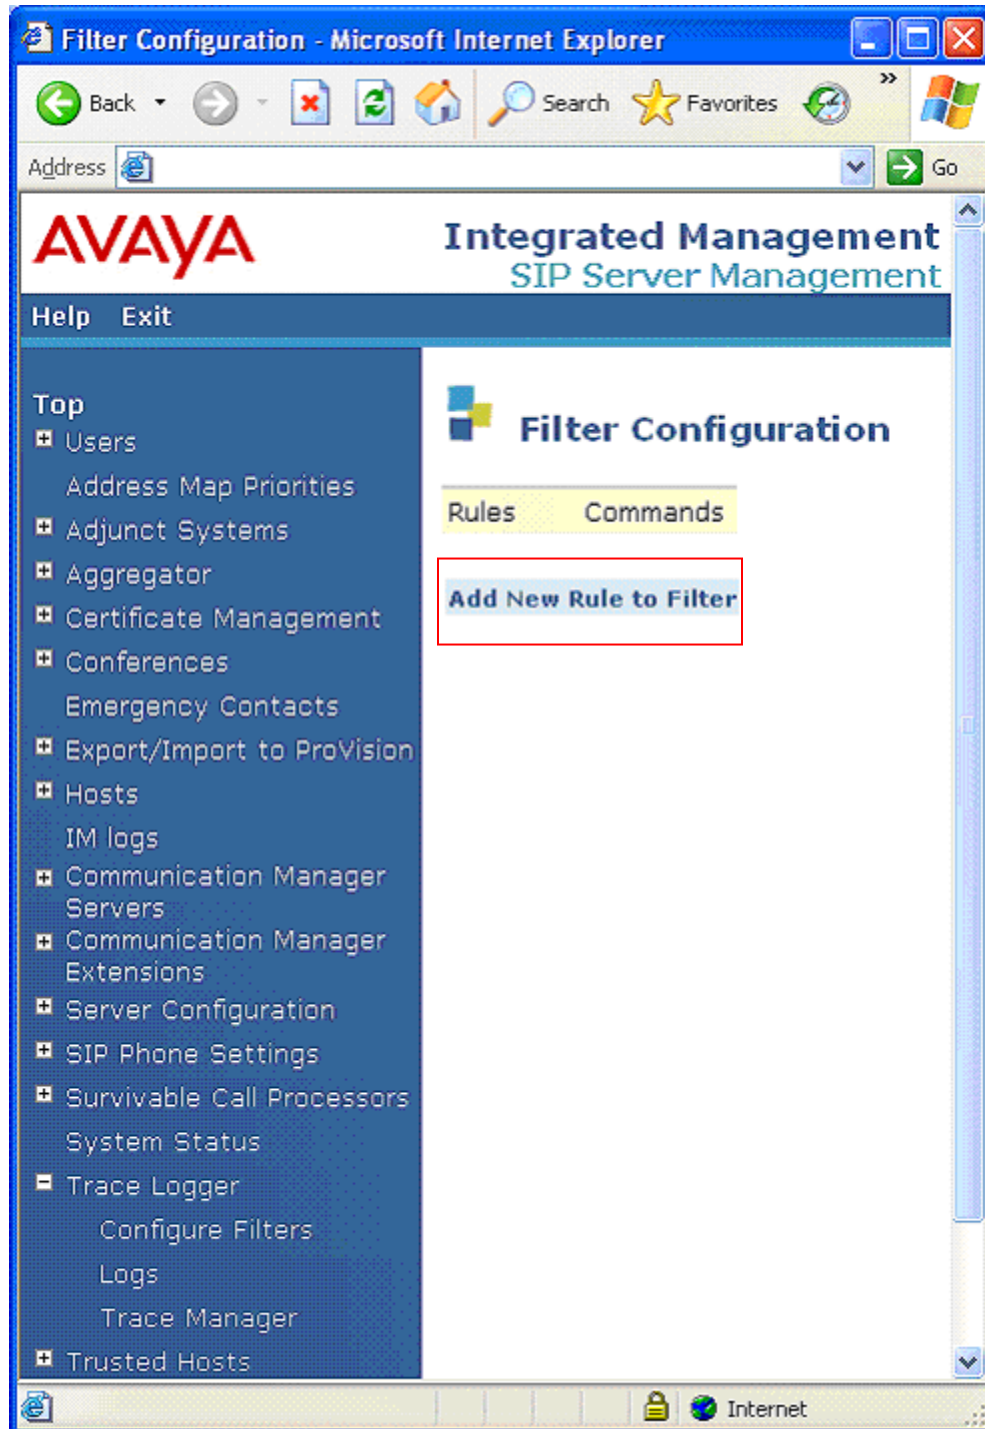 Filter Configuration - Microsoft Internet Explorer
Back Search Favorites »
Address Go
AVAYA
Integrated Management
SIP Server Management
Help Exit
Top
Users
Address Map Priorities
Adjunct Systems
Aggregator
Certificate Management
Conferences
Emergency Contacts
Export/Import to ProVision
Hosts
IM logs
Communication Manager
Servers
Communication Manager
Extensions
Server Configuration
SIP Phone Settings
Survivable Call Processors
System Status
Trace Logger
Configure Filters
Logs
Trace Manager
Trusted Hosts
Filter Configuration
Rules Commands
Add New Rule to Filter
Internet